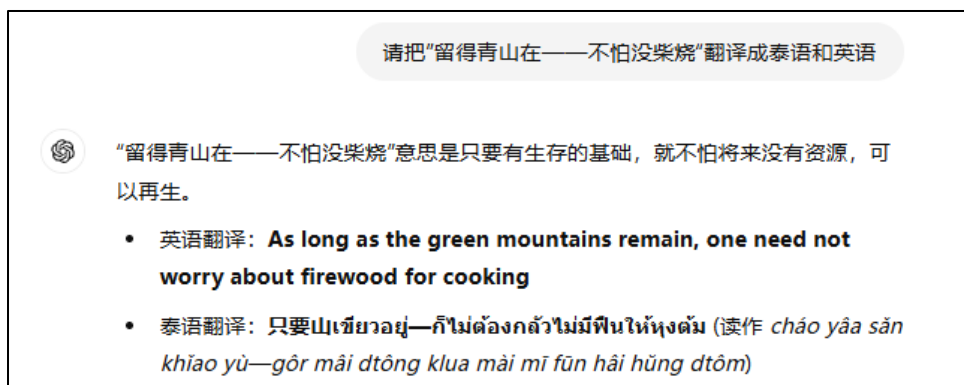 请把"留得青山在——不怕没柴烧"翻译成泰语和英语
"留得青山在——不怕没柴烧"意思是只要有生存的基础，就不怕将来没有资源，可
以再生。
• 英语翻译：As long as the green mountains remain, one need not
worry about firewood for cooking
• 泰语翻译：只要山เขียวอยู่—ก็ไม่ต้องกลัวไม่มีฟืนให้หุงต้ม (读作 cháo yâa sǎn
khǐao yù—gôr mâi dtông klua mài mī fūn hâi hǔng dtôm)